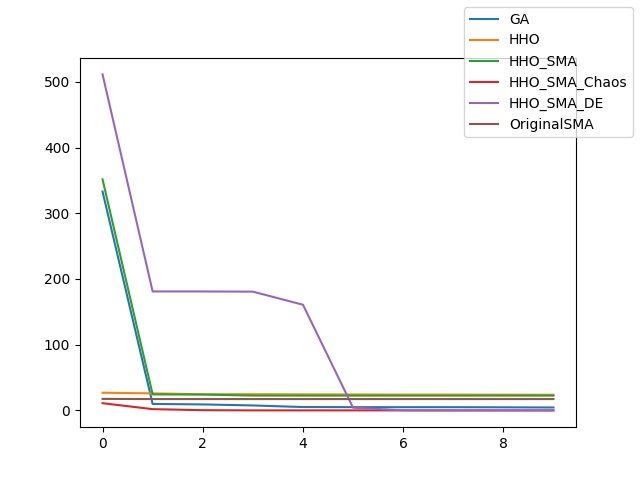 GA
HHO
HHO_SMA
HHO_SMA_Chaos
HHO_SMA_DE
OriginalSMA
500
400
300
200
100
0
0 2 4 6 8